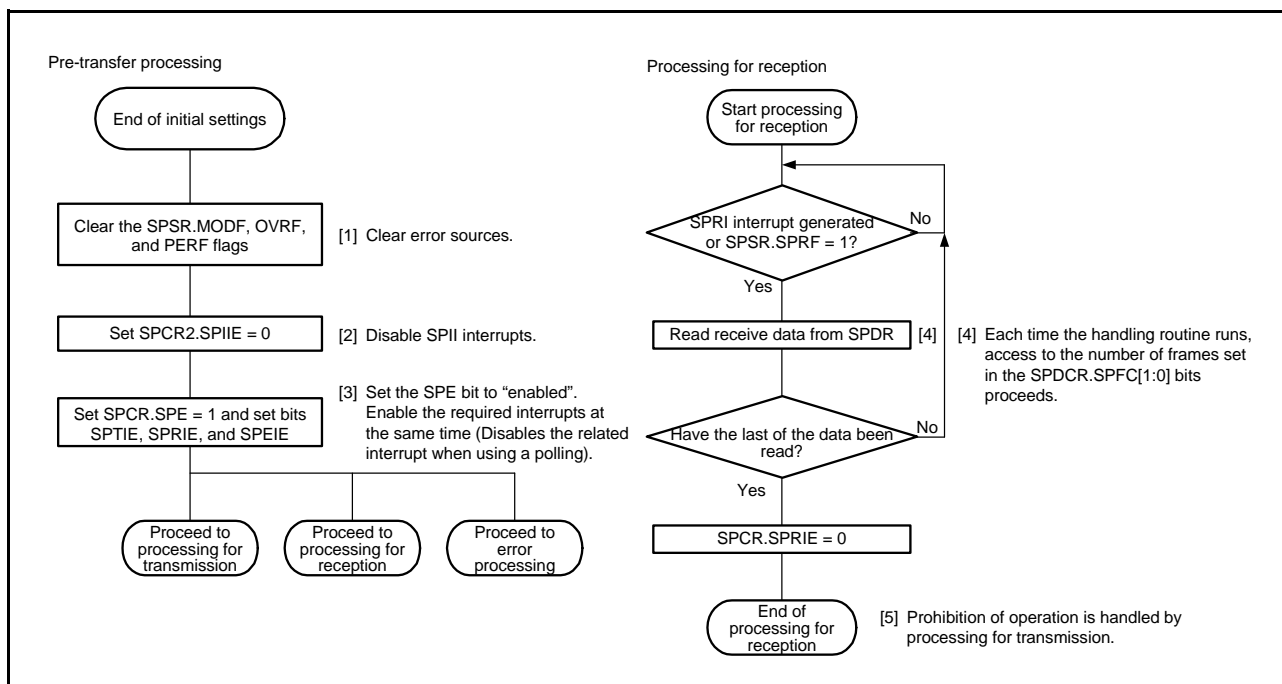 Pre-transfer processing
End of initial settings
Clear the SPSR.MODF, OVRF,
and PERF flags
[1] Clear error sources.
Set SPCR2.SPIIE = 0
[2] Disable SPII interrupts.
Set SPCR.SPE = 1 and set bits
SPTIE, SPRIE, and SPEIE
[3] Set the SPE bit to “enabled”.
Enable the required interrupts at
the same time (Disables the related
interrupt when using a polling).
Proceed to
processing for
transmission
Proceed to
processing for
reception
Proceed to
error
processing
Processing for reception
Start processing
for reception
SPRI interrupt generated
or SPSR.SPRF = 1?
No
Yes
Read receive data from SPDR
[4]
[4] Each time the handling routine runs,
access to the number of frames set
in the SPDCR.SPFC[1:0] bits
proceeds.
Have the last of the data been
read?
No
Yes
SPCR.SPRIE = 0
End of
processing for
reception
[5] Prohibition of operation is handled by
processing for transmission.